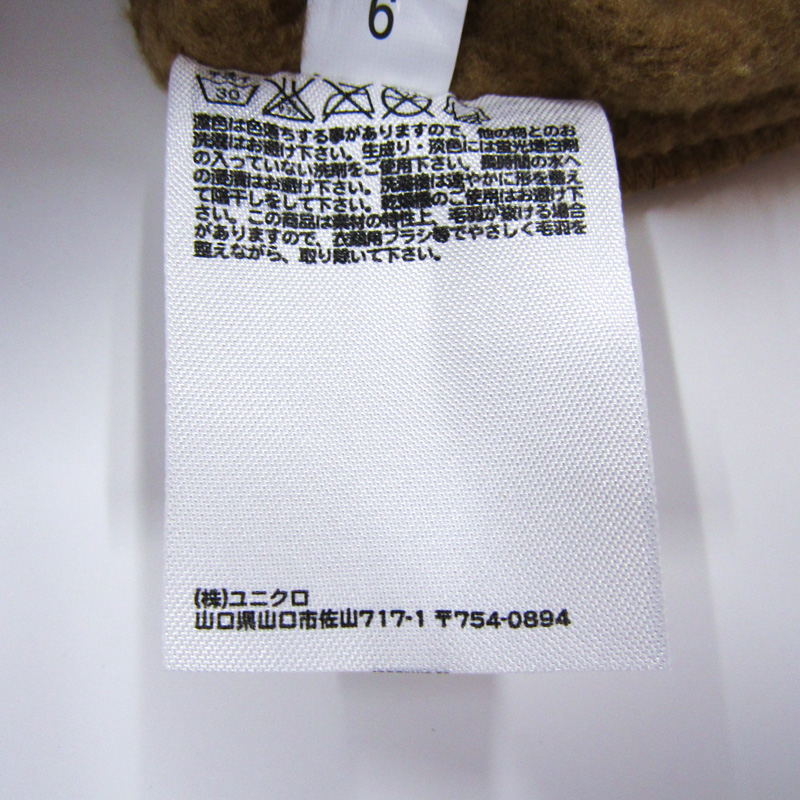 6
手洗イ
30
濃色は色落ちする事がありますので、他の物とのお
洗濯はお避け下さい。生成り・淡色には蛍光増白剤
の入っていない洗剤をご使用下さい。長時間の水へ
の浸漬はお避け下さい。洗濯後は速やかに形を整え
て陰干しをして下さい。乾燥機のご使用はお避け下
さい。この商品は素材の特性上、毛羽が抜ける場合
がありますので、衣類用ブラシ等でやさしく毛羽を
整えながら、取り除いて下さい。
(株)ユニクロ
山口県山口市佐山717-1 〒754-0894